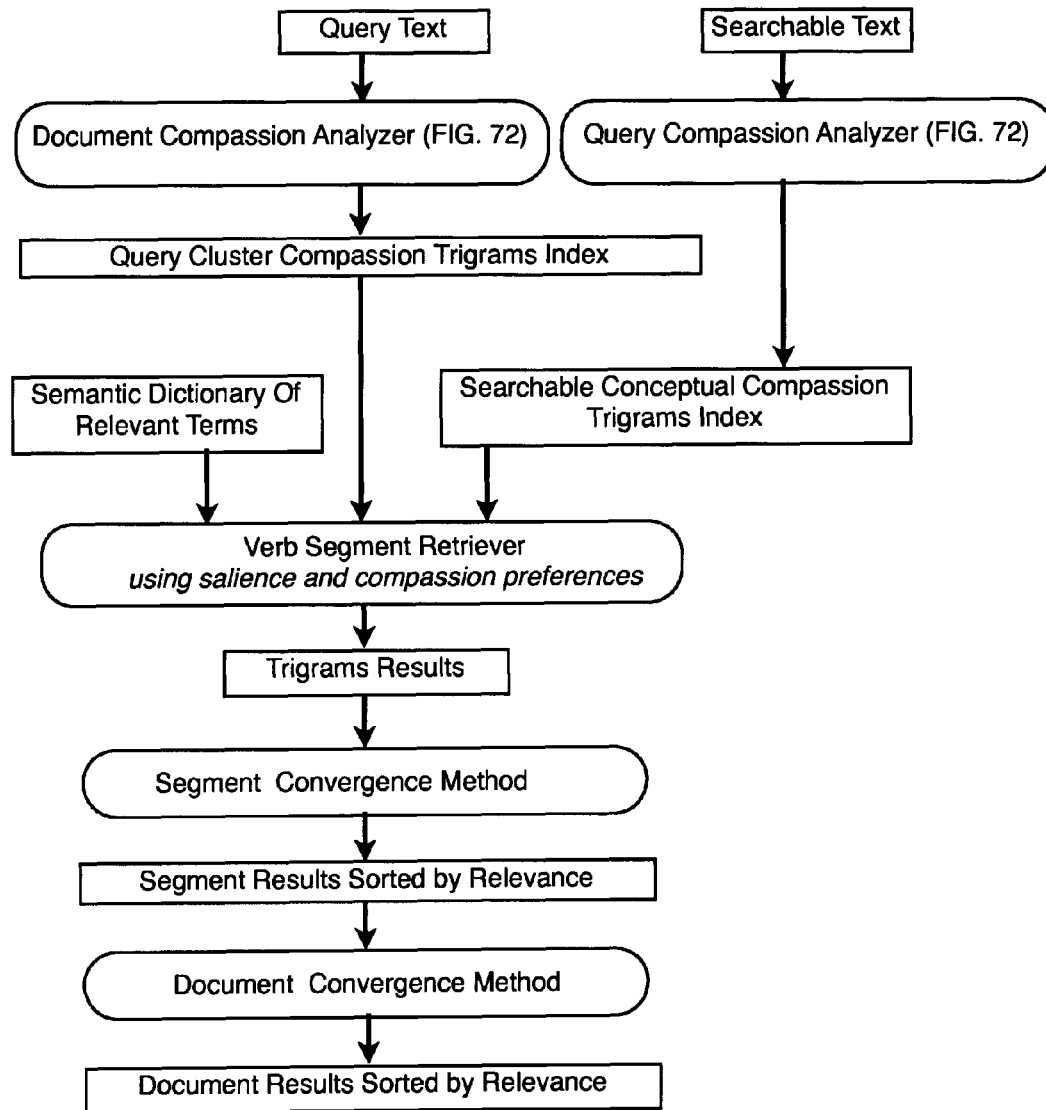 Query Text
Searchable Text
Document Compassion Analyzer (FIG. 72)
Query Compassion Analyzer (FIG. 72)
Query Cluster Compassion Trigrams Index
Semantic Dictionary Of
Relevant Terms
Searchable Conceptual Compassion
Trigrams Index
Verb Segment Retriever
using salience and compassion preferences
Trigrams Results
Segment Convergence Method
Segment Results Sorted by Relevance
Document Convergence Method
Document Results Sorted by Relevance